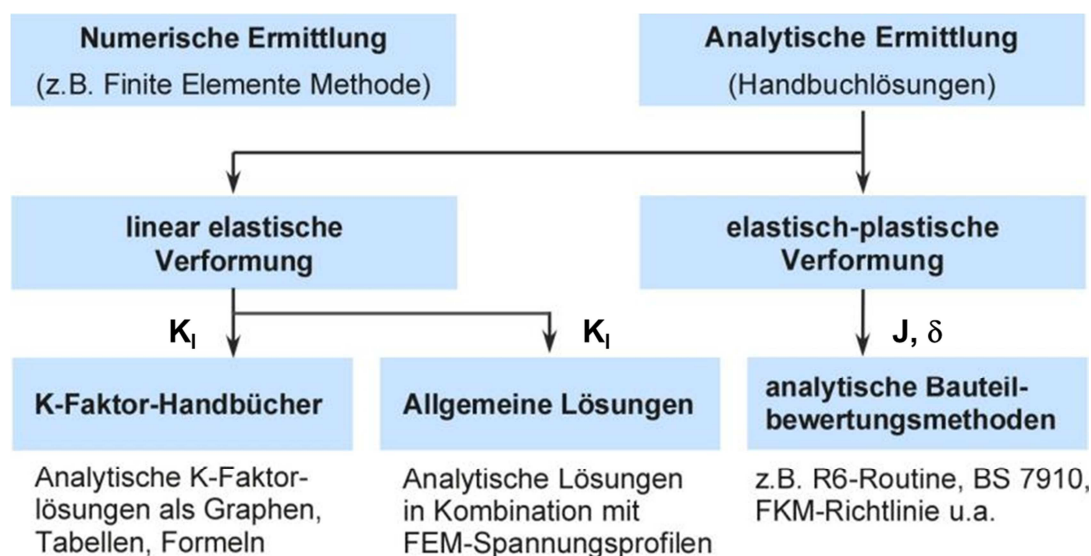 Numerische Ermittlung
(z.B. Finite Elemente Methode)
Analytische Ermittlung
(Handbuchlösungen)
linear elastische
Verformung
elastisch-plastische
Verformung
K_I
K_I
J, δ
K-Faktor-Handbücher
Allgemeine Lösungen
analytische Bauteil-
bewertungsmethoden
Analytische K-Faktor-
lösungen als Graphen,
Tabellen, Formeln
Analytische Lösungen
in Kombination mit
FEM-Spannungsprofilen
z.B. R6-Routine, BS 7910,
FKM-Richtlinie u.a.